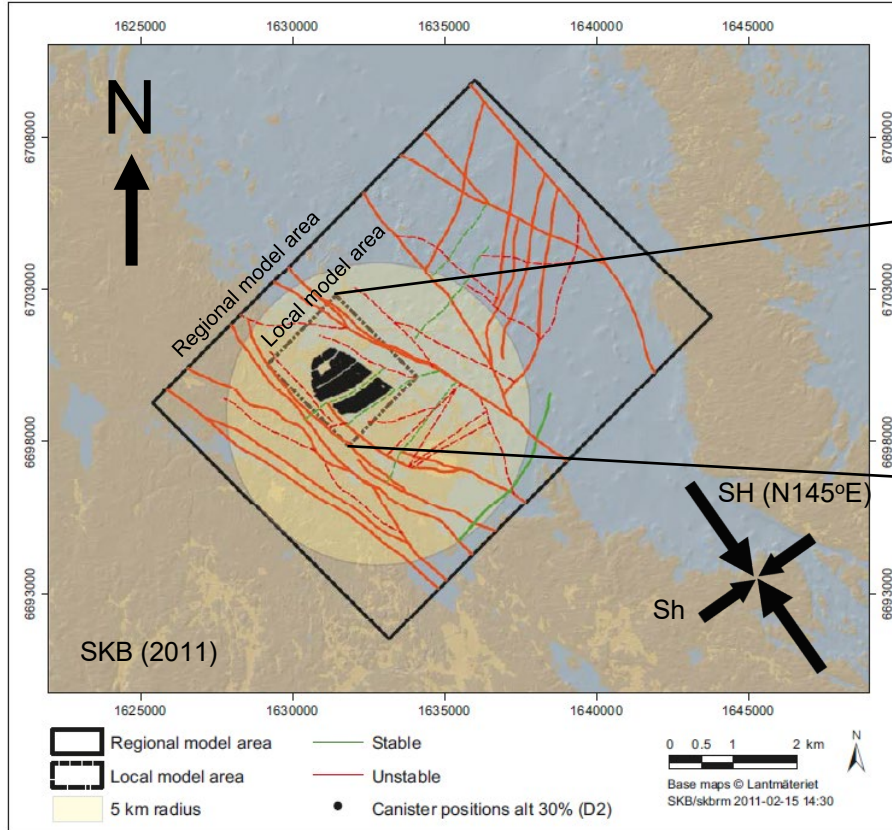 1625000 1630000 1635000 1640000 1645000
N
6708000 6708000
Regional model area
Local model area
6703000 6703000
6698000 6698000
SH (N145°E)
Sh
6693000 6693000
SKB (2011)
1625000 1630000 1635000 1640000 1645000
Regional model area
Local model area
5 km radius
Stable
Unstable
Canister positions alt 30% (D2)
0 0.5 1 2 km
N
Base maps © Lantmäteriet
SKB/skbrm 2011-02-15 14:30